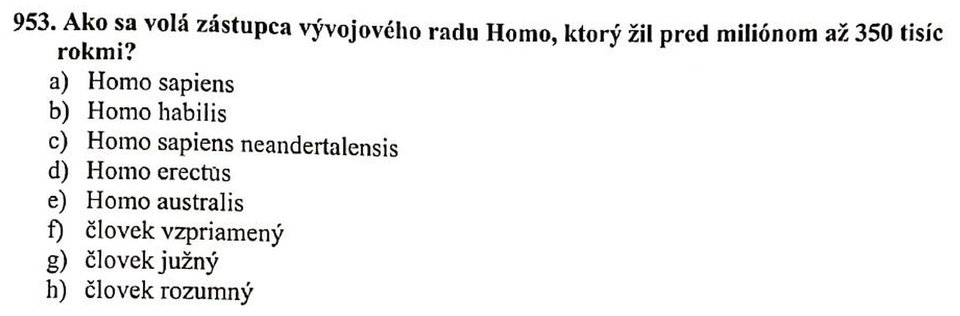 953. Ako sa volá zástupca vývojového radu Homo, ktorý žil pred miliónom až 350 tisíc
rokmi?
a) Homo sapiens
b) Homo habilis
c) Homo sapiens neandertalensis
d) Homo erectus
e) Homo australis
f) človek vzpriamený
g) človek južný
h) človek rozumný